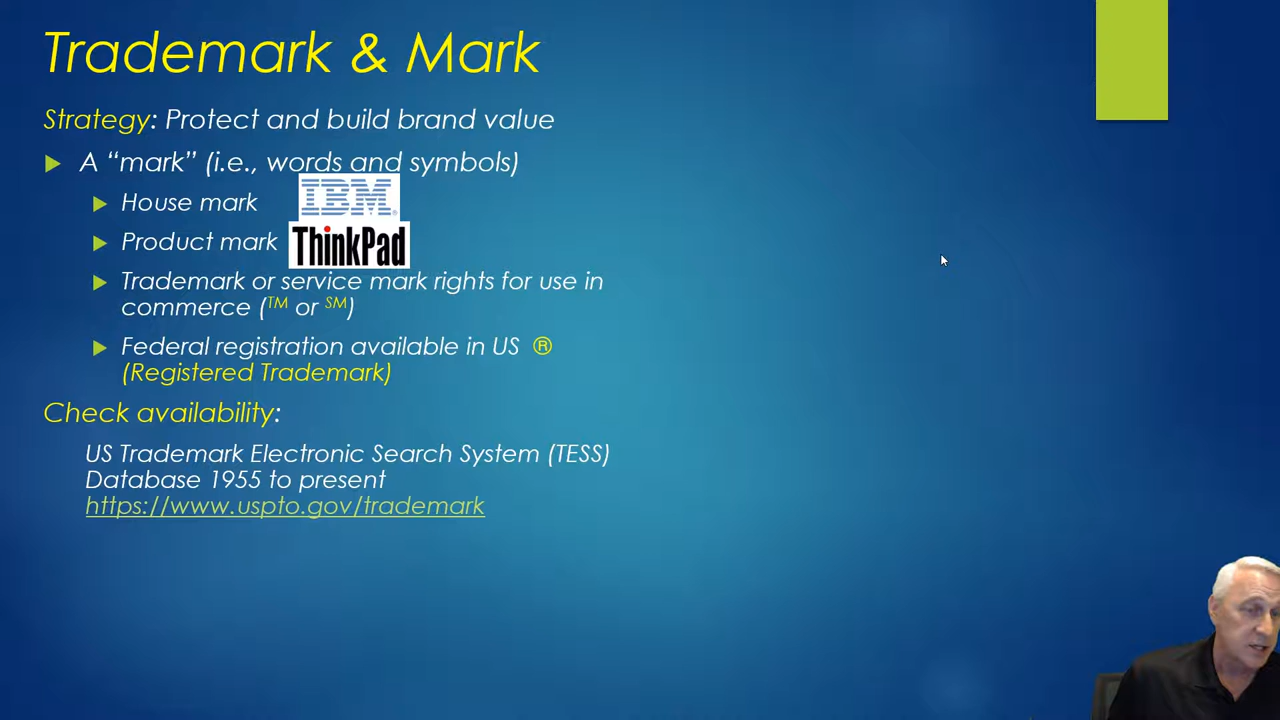 Trademark & Mark
Strategy: Protect and build brand value
A “mark” (i.e., words and symbols)
House mark IBM®
Product mark ThinkPad
Trademark or service mark rights for use in
commerce (TM or SM)
Federal registration available in US ®
(Registered Trademark)
Check availability:
US Trademark Electronic Search System (TESS)
Database 1955 to present
https://www.uspto.gov/trademark